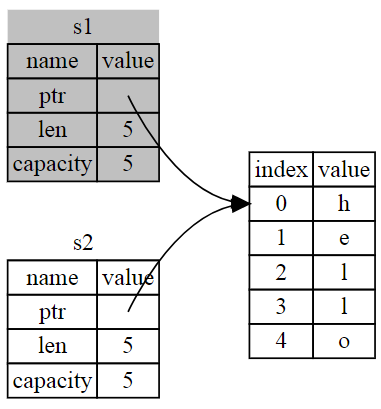 s1
name value
ptr
len 5
capacity 5
s2
name value
ptr
len 5
capacity 5
index value
0 h
1 e
2 l
3 l
4 o